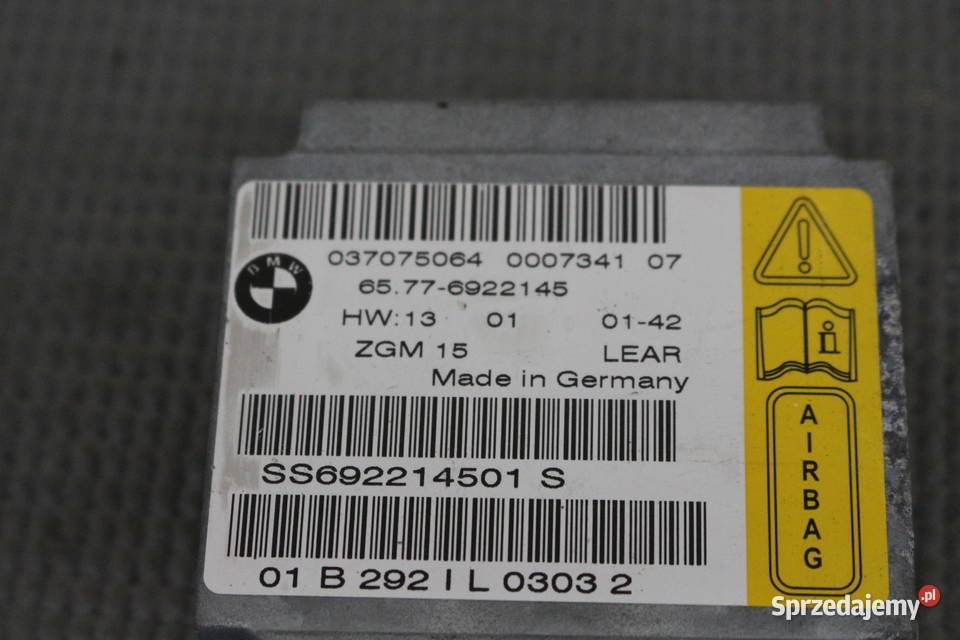 037075064 0007341 07
BMW
65.77-6922145
HW:13 01 01-42
ZGM 15 LEAR
Made in Germany
SS692214501 S
01 B 292 I L 0303 2
AIRBAG
Sprzedajemy.pl